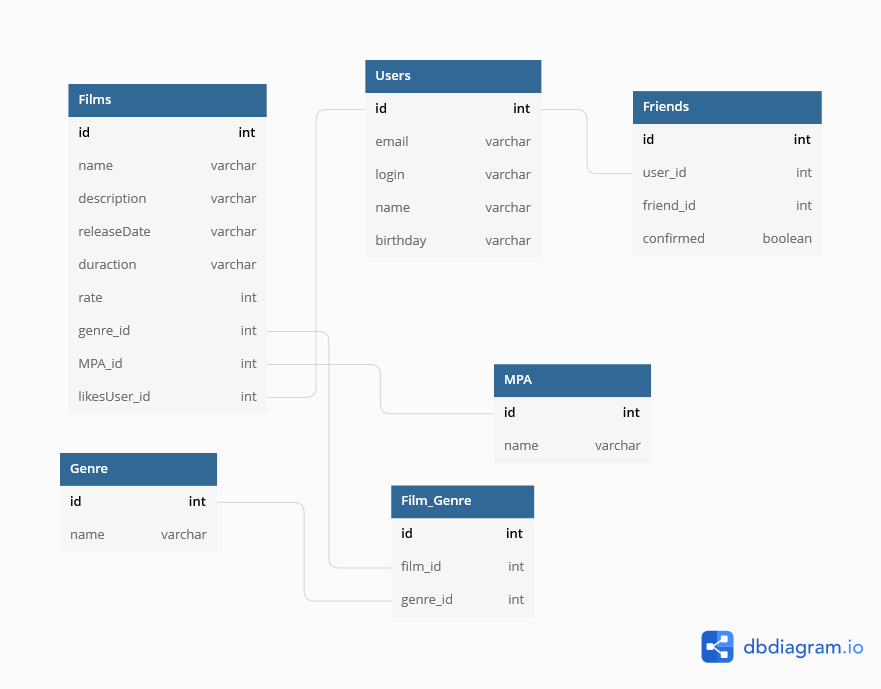 Films
id int
name varchar
description varchar
releaseDate varchar
duraction varchar
rate int
genre_id int
MPA_id int
likesUser_id int
Users
id int
email varchar
login varchar
name varchar
birthday varchar
Friends
id int
user_id int
friend_id int
confirmed boolean
MPA
id int
name varchar
Genre
id int
name varchar
Film_Genre
id int
film_id int
genre_id int
dbdiagram.io